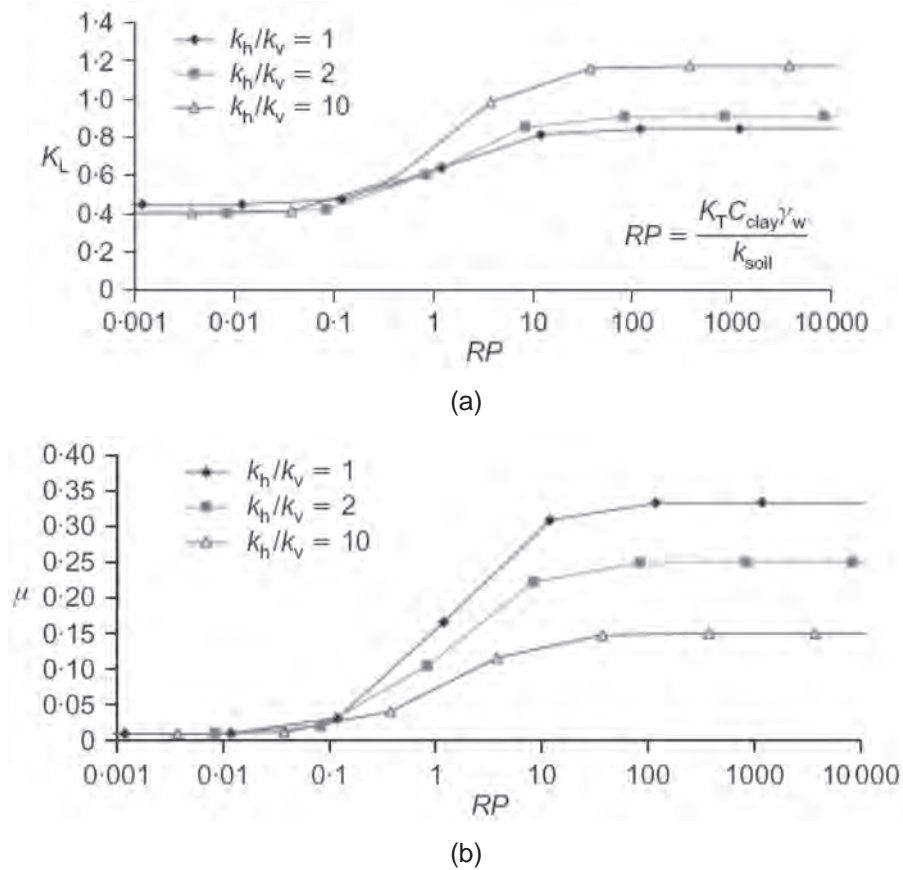 1·4
1·2
1·0
0·8
0·6
0·4
0·2
0
K_L
k_h/k_v = 1
k_h/k_v = 2
k_h/k_v = 10
RP = K_T C_clay γ_w / k_soil
0·001 0·01 0·1 1 10 100 1000 10 000
RP
(a)
0·40
0·35
0·30
0·25
0·20
0·15
0·10
0·05
0
μ
k_h/k_v = 1
k_h/k_v = 2
k_h/k_v = 10
0·001 0·01 0·1 1 10 100 1000 10 000
RP
(b)